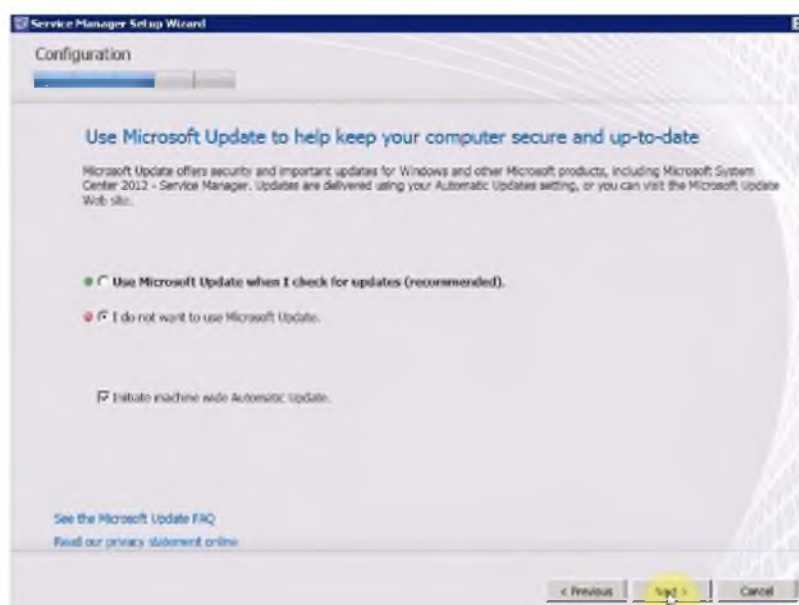 Service Manager Setup Wizard
Configuration
Use Microsoft Update to help keep your computer secure and up-to-date
Microsoft Update offers security and important updates for Windows and other Microsoft products, including Microsoft System
Center 2012 - Service Manager. Updates are delivered using your Automatic Updates setting, or you can visit the Microsoft Update
Web site.
Use Microsoft Update when I check for updates (recommended).
I do not want to use Microsoft Update.
Initiate machine wide Automatic Update.
See the Microsoft Update FAQ
Read our privacy statement online
< Previous Next > Cancel